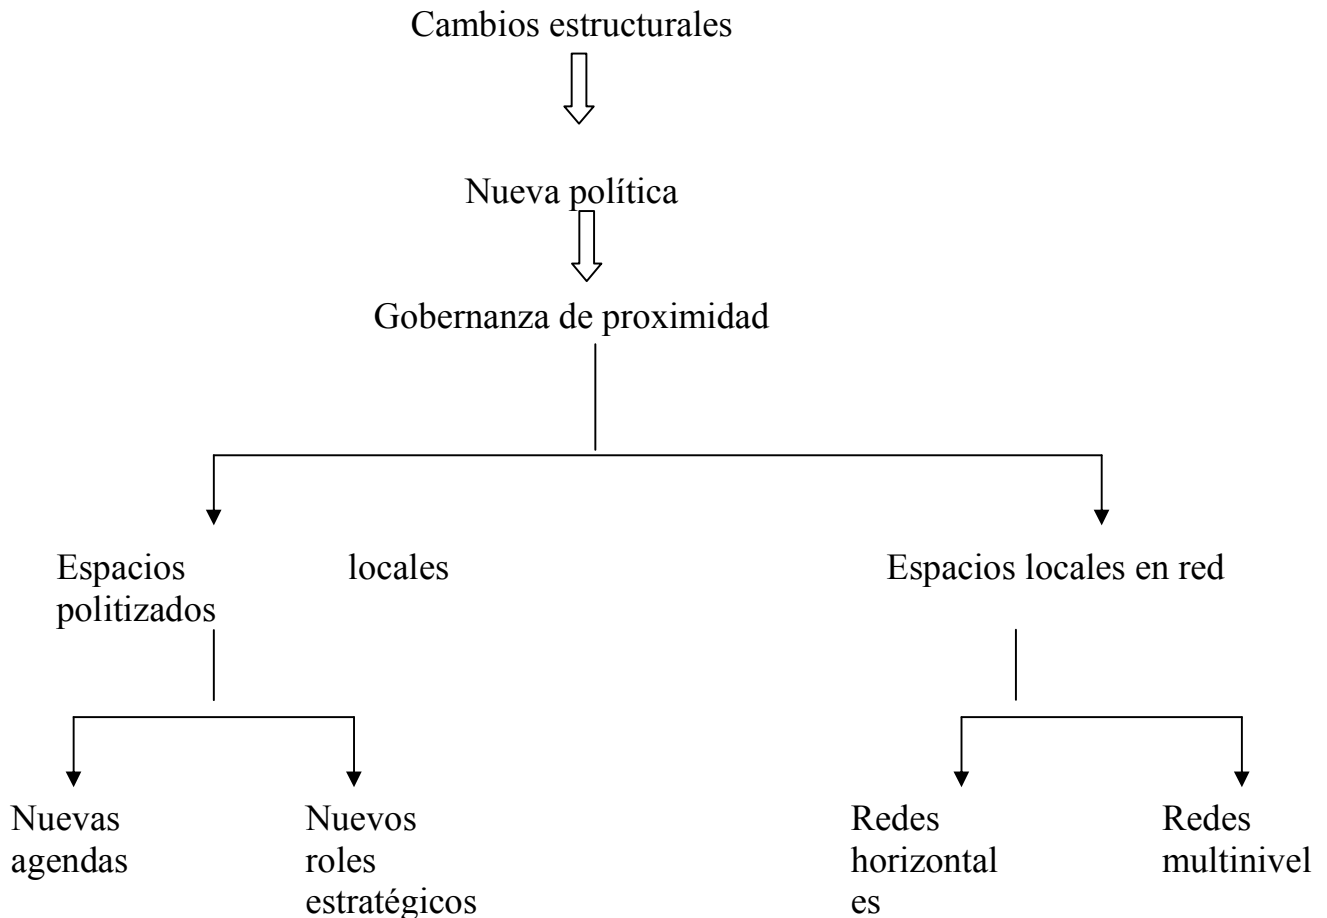 Cambios estructurales
Nueva política
Gobernanza de proximidad
Espacios locales
politizados
Espacios locales en red
Nuevas
agendas
Nuevos
roles
estratégicos
Redes
horizontal
es
Redes
multinivel